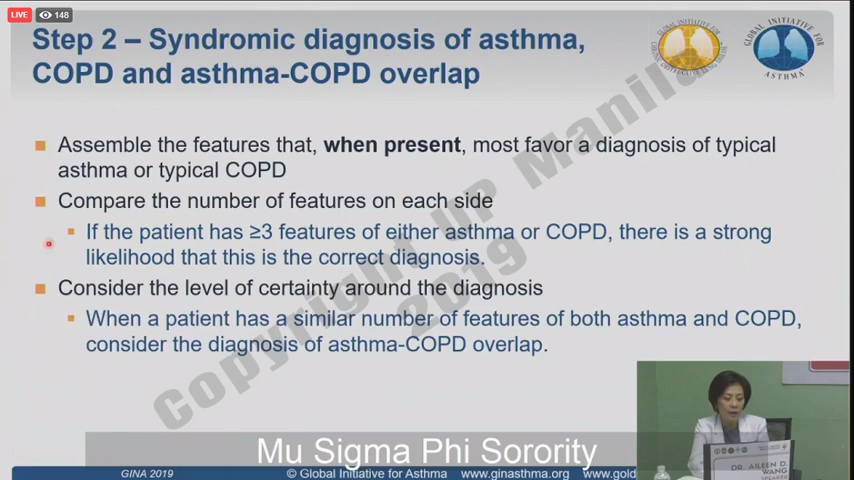 LIVE 148
Step 2 – Syndromic diagnosis of asthma,
COPD and asthma-COPD overlap
GLOBAL INITIATIVE FOR
ASTHMA
Assemble the features that, when present, most favor a diagnosis of typical
asthma or typical COPD
Compare the number of features on each side
If the patient has ≥3 features of either asthma or COPD, there is a strong
likelihood that this is the correct diagnosis.
Consider the level of certainty around the diagnosis
When a patient has a similar number of features of both asthma and COPD,
consider the diagnosis of asthma-COPD overlap.
Copyright UP Manila
2019
Mu Sigma Phi Sorority
GINA 2019 © Global Initiative for Asthma www.ginasthma.org www.gold
DR. AILEEN D.
WANG
SPEAKER